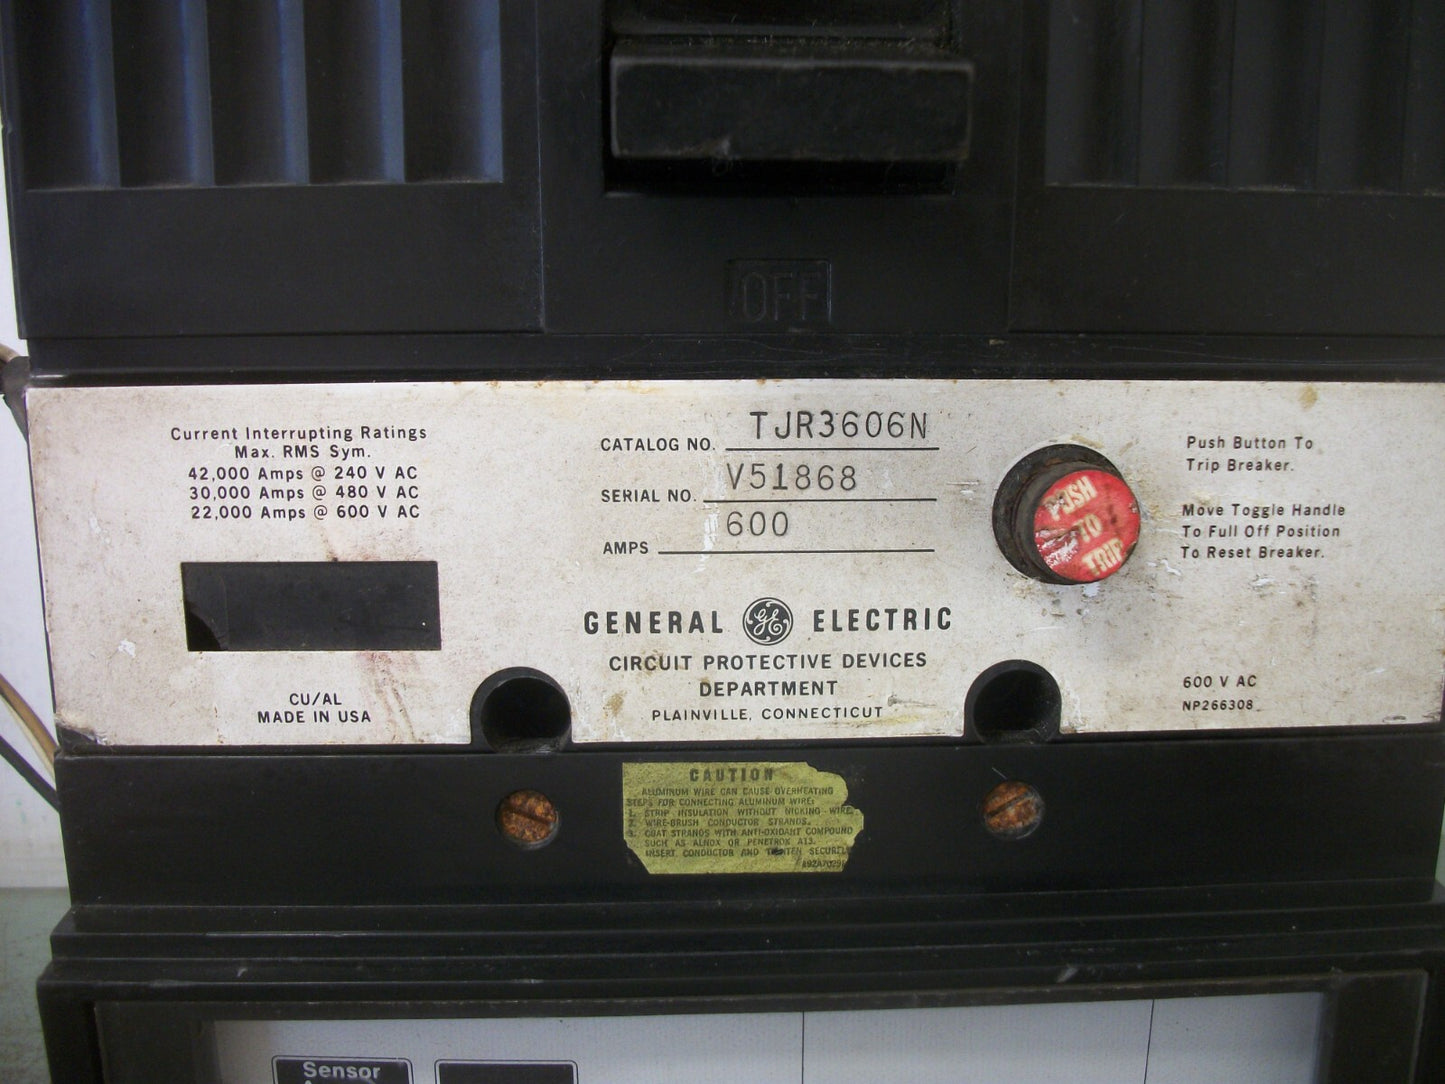 OFF
Current Interrupting Ratings
Max. RMS Sym.
42,000 Amps @ 240 V AC
30,000 Amps @ 480 V AC
22,000 Amps @ 600 V AC
CU/AL
MADE IN USA
CATALOG NO. TJR3606N
SERIAL NO. V51868
AMPS 600
GENERAL GE ELECTRIC
CIRCUIT PROTECTIVE DEVICES
DEPARTMENT
PLAINVILLE, CONNECTICUT
PUSH
TO
TRIP
Push Button To
Trip Breaker.
Move Toggle Handle
To Full Off Position
To Reset Breaker.
600 V AC
NP266308
CAUTION
ALUMINUM WIRE CAN CAUSE OVERHEATING
STEPS FOR CONNECTING ALUMINUM WIRE:
1. STRIP INSULATION WITHOUT NICKING WIRE
2. WIRE-BRUSH CONDUCTOR STRANDS.
3. COAT STRANDS WITH ANTI-OXIDANT COMPOUND
SUCH AS ALNOX OR PENETROX A13.
INSERT CONDUCTOR AND TIGHTEN
Sensor